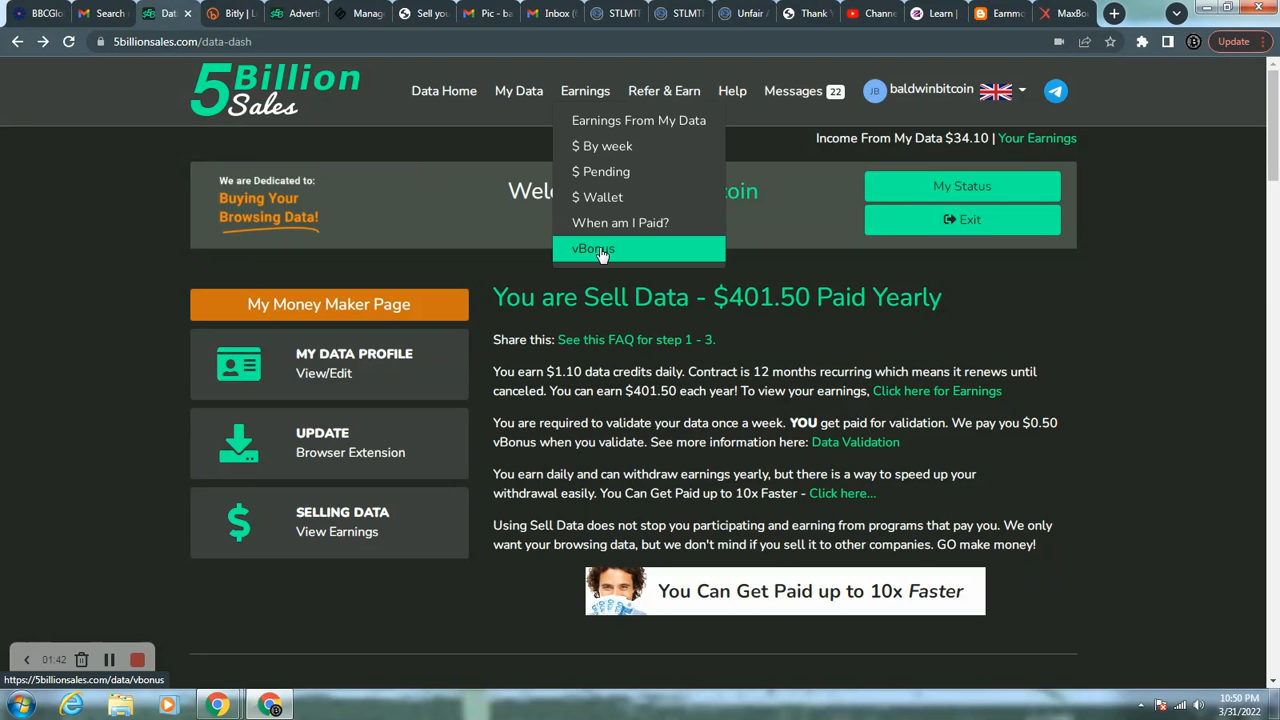 BBCGlo
Search
Data
Bitly | L
Adverti
Manag
Sell you
Pic - b
Inbox
STLMT
STLMT
Unfair A
Thank Y
Channe
Learn |
Earnm
MaxBo
5billionsales.com/data-dash
Update
5Billion
Sales
Data Home
My Data
Earnings
Refer & Earn
Help
Messages 22
JB
baldwinbitcoin
Earnings From My Data
$ By week
$ Pending
$ Wallet
When am I Paid?
vBonus
Income From My Data $34.10 | Your Earnings
We are Dedicated to:
Buying Your
Browsing Data!
My Status
Exit
My Money Maker Page
MY DATA PROFILE
View/Edit
UPDATE
Browser Extension
SELLING DATA
View Earnings
You are Sell Data - $401.50 Paid Yearly
Share this: See this FAQ for step 1 - 3.
You earn $1.10 data credits daily. Contract is 12 months recurring which means it renews until
canceled. You can earn $401.50 each year! To view your earnings, Click here for Earnings
You are required to validate your data once a week. YOU get paid for validation. We pay you $0.50
vBonus when you validate. See more information here: Data Validation
You earn daily and can withdraw earnings yearly, but there is a way to speed up your
withdrawal easily. You Can Get Paid up to 10x Faster - Click here...
Using Sell Data does not stop you participating and earning from programs that pay you. We only
want your browsing data, but we don't mind if you sell it to other companies. GO make money!
You Can Get Paid up to 10x Faster
01:42
https://5billionsales.com/data/vbonus
10:50 PM
3/31/2022